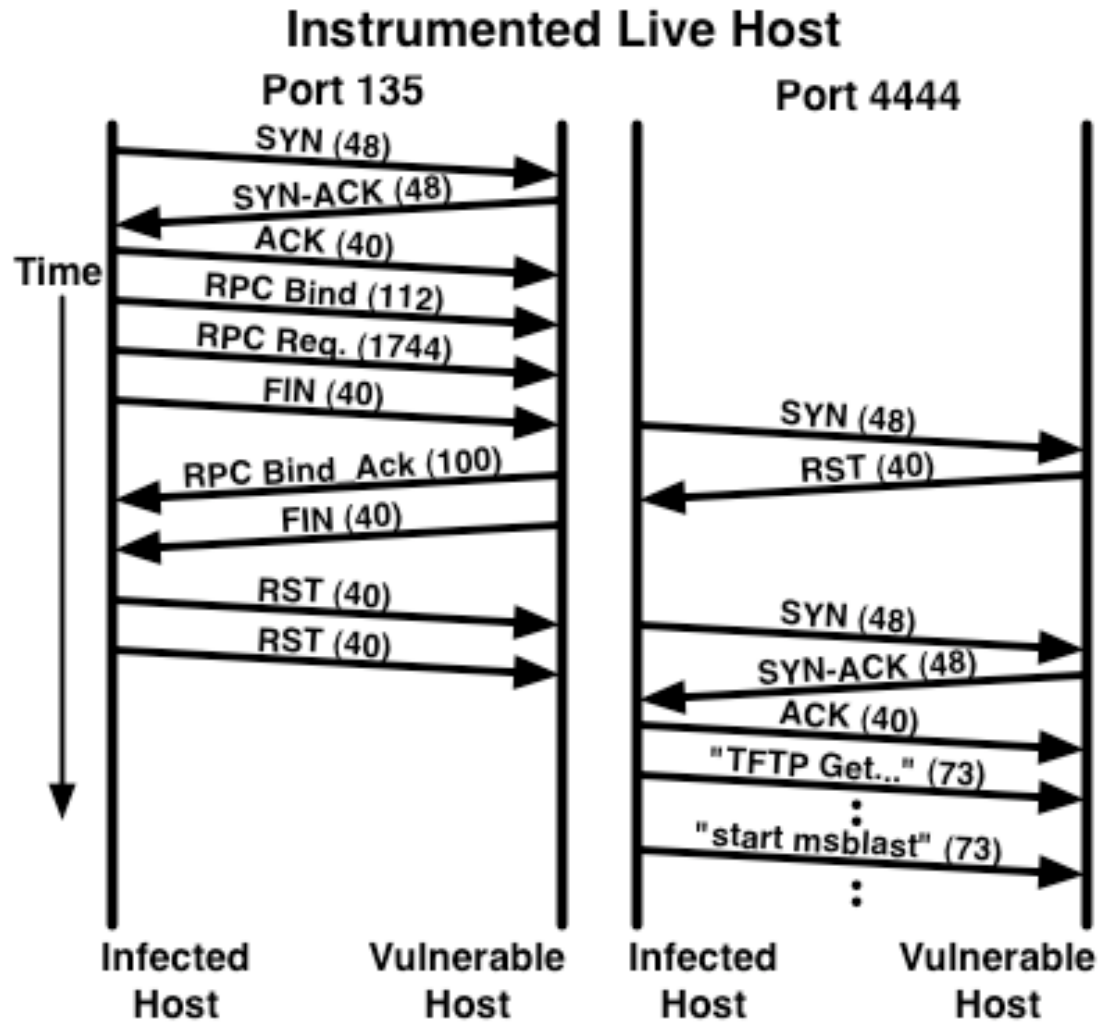 Instrumented Live Host
Port 135
Port 4444
SYN (48)
SYN-ACK (48)
ACK (40)
Time
RPC Bind (112)
RPC Req. (1744)
FIN (40)
RPC Bind Ack (100)
FIN (40)
RST (40)
RST (40)
SYN (48)
RST (40)
SYN (48)
SYN-ACK (48)
ACK (40)
"TFTP Get..." (73)
"start msblast" (73)
Infected
Host
Vulnerable
Host
Infected
Host
Vulnerable
Host